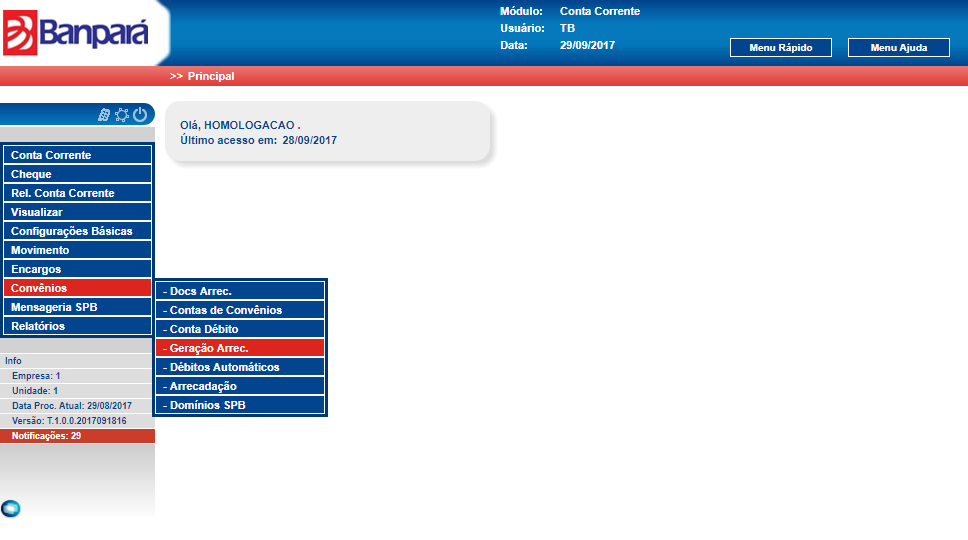 Banpará
Módulo: Conta Corrente
Usuário: TB
Data: 29/09/2017
Menu Rápido
Menu Ajuda
>> Principal
Olá, HOMOLOGACAO .
Último acesso em: 28/09/2017
Conta Corrente
Cheque
Rel. Conta Corrente
Visualizar
Configurações Básicas
Movimento
Encargos
Convênios
Mensageria SPB
Relatórios
- Docs Arrec.
- Contas de Convênios
- Conta Débito
- Geração Arrec.
- Débitos Automáticos
- Arrecadação
- Domínios SPB
Info
Empresa: 1
Unidade: 1
Data Proc. Atual: 29/08/2017
Versão: T.1.0.0.2017091816
Notificações: 29